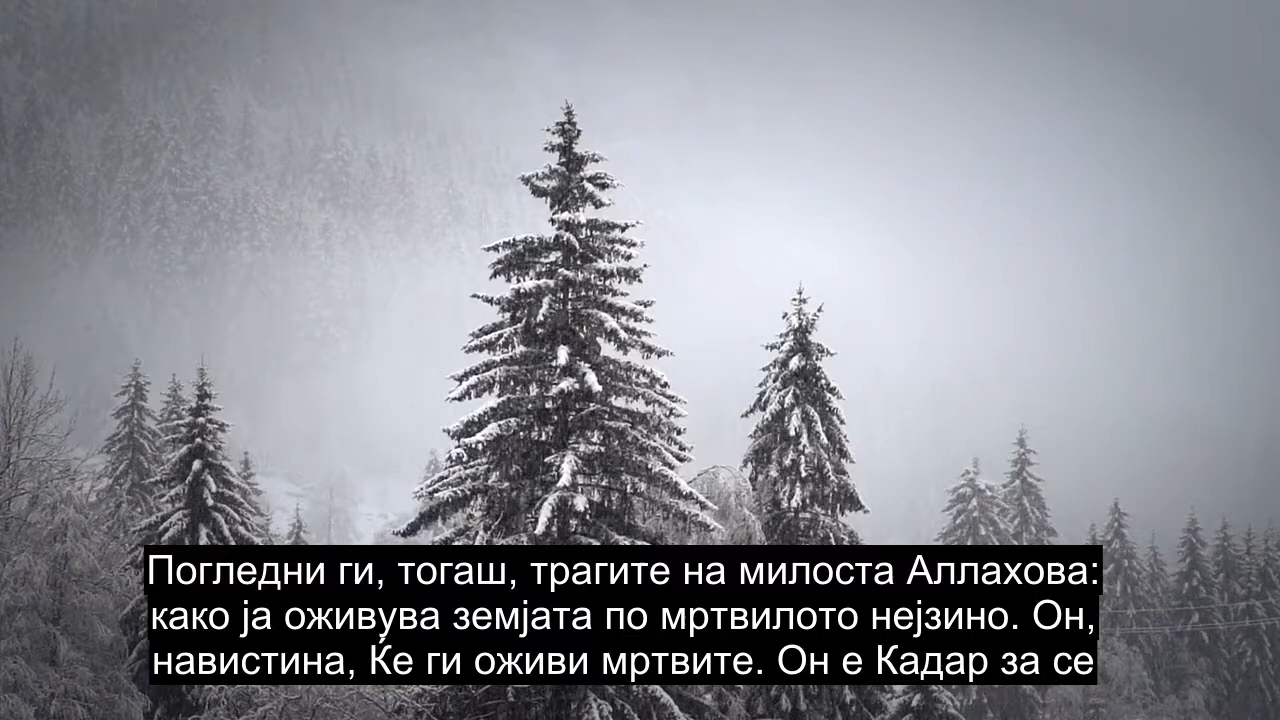 Погледни ги, тогаш, трагите на милоста Аллахова:
како ја оживува земјата по мртвилото нејзино. Он,
навистина, Ќе ги оживи мртвите. Он е Кадар за се